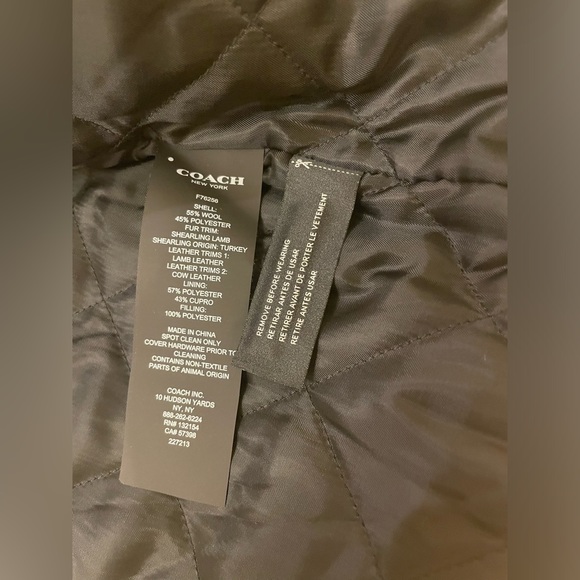 COACH
NEW YORK
F76256
SHELL:
55% WOOL
45% POLYESTER
FUR TRIM:
SHEARLING LAMB
SHEARLING ORIGIN: TURKEY
LEATHER TRIMS 1:
LAMB LEATHER
LEATHER TRIMS 2:
COW LEATHER
LINING:
57% POLYESTER
43% CUPRO
FILLING:
100% POLYESTER
MADE IN CHINA
SPOT CLEAN ONLY
COVER HARDWARE PRIOR TO
CLEANING
CONTAINS NON-TEXTILE
PARTS OF ANIMAL ORIGIN
COACH INC.
10 HUDSON YARDS
NY, NY
866-262-6224
RN# 132154
CA# 57398
227213
REMOVE BEFORE WEARING
RETIRAR ANTES DE USAR
RETIRER AVANT DE PORTER LE VETEMENT
RETIRE ANTES USAR